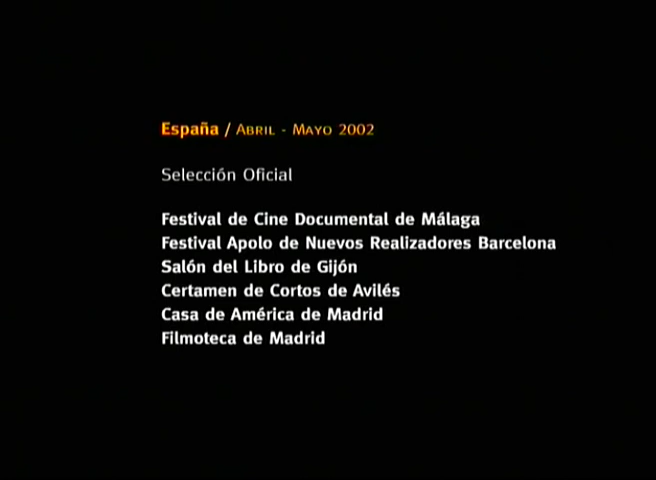 España / Abril - Mayo 2002
Selección Oficial
Festival de Cine Documental de Málaga
Festival Apolo de Nuevos Realizadores Barcelona
Salón del Libro de Gijón
Certamen de Cortos de Avilés
Casa de América de Madrid
Filmoteca de Madrid